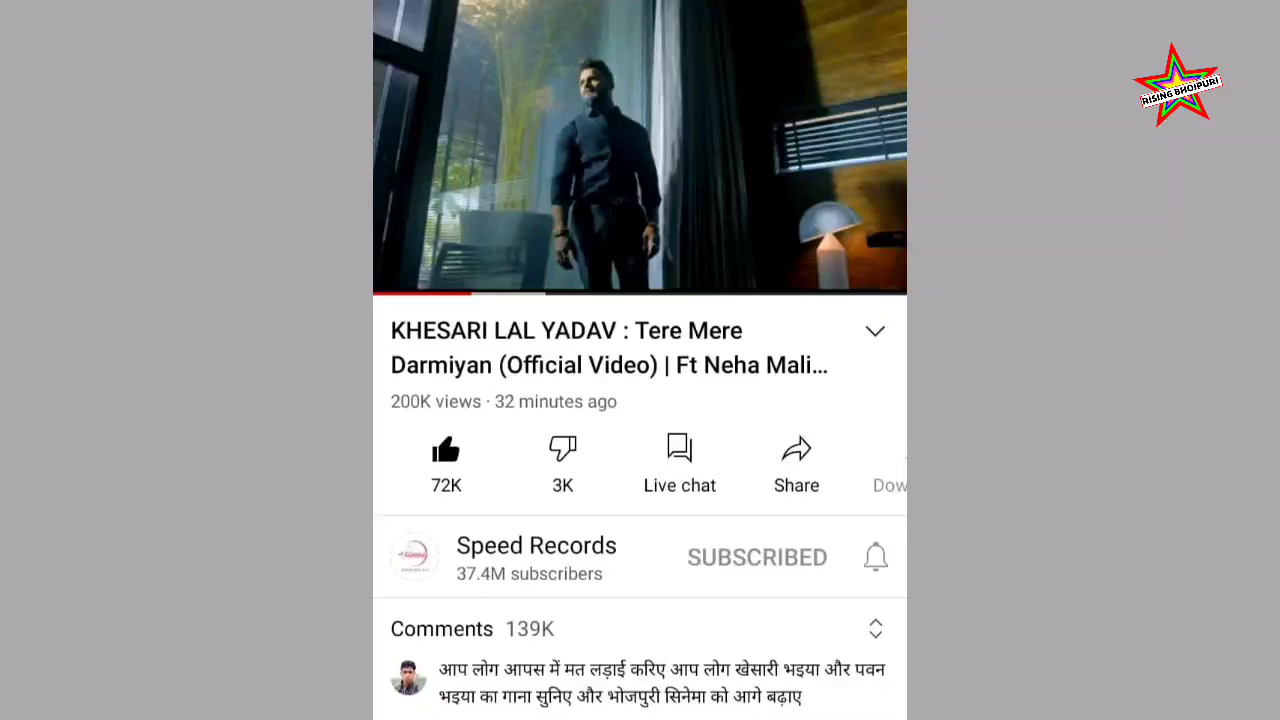 RISING BHOJPURI
KHESARI LAL YADAV : Tere Mere
Darmiyan (Official Video) | Ft Neha Mali...
200K views · 32 minutes ago
72K
3K
Live chat
Share
Dow
Speed Records
37.4M subscribers
SUBSCRIBED
Comments 139K
आप लोग आपस में मत लड़ाई करिए आप लोग खेसारी भइया और पवन
भइया का गाना सुनिए और भोजपुरी सिनेमा को आगे बढ़ाए